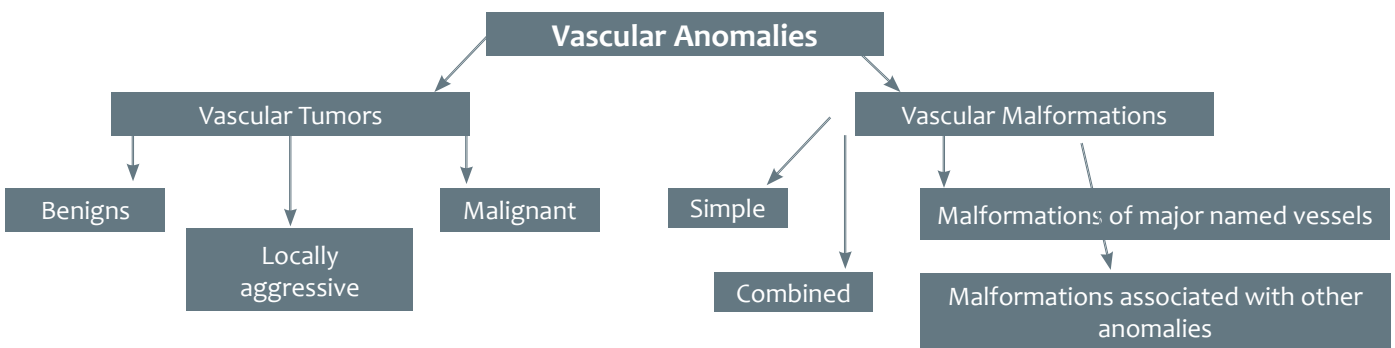 Vascular Anomalies
Vascular Tumors
Vascular Malformations
Benigns
Locally
aggressive
Malignant
Simple
Combined
Malformations of major named vessels
Malformations associated with other
anomalies